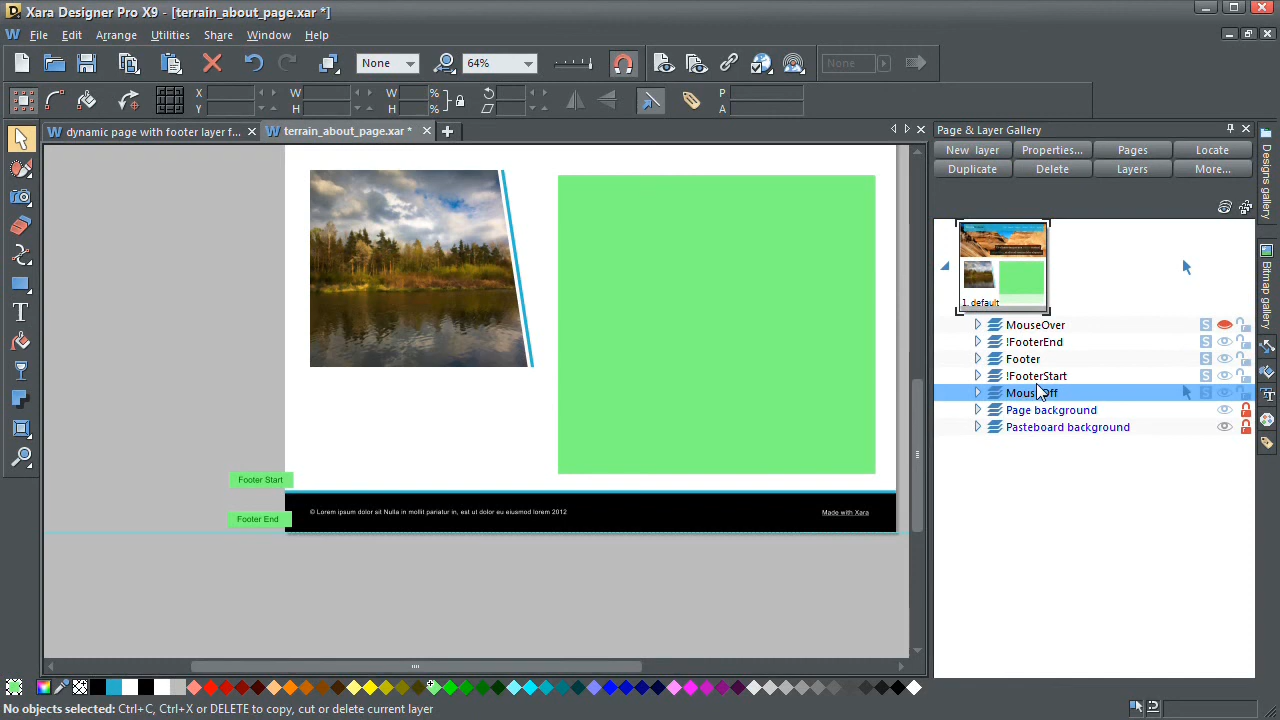 Xara Designer Pro X9 - [terrain_about_page.xar *]
File Edit Arrange Utilities Share Window Help
None 64% None
X Y W H W H % % P A
dynamic page with footer layer f...
terrain_about_page.xar *
Page & Layer Gallery
New layer Properties... Pages Locate
Duplicate Delete Layers More...
Designs gallery
Bitmap gallery
1. default
MouseOver S
!FooterEnd S
Footer S
!FooterStart S
MouseOff S
Page background
Pasteboard background
Footer Start
Footer End
© Lorem ipsum dolor sit Nulla in mollit pariatur in, est ut dolor eu eiusmod lorem 2012
Made with Xara
No objects selected: Ctrl+C, Ctrl+X or DELETE to copy, cut or delete current layer